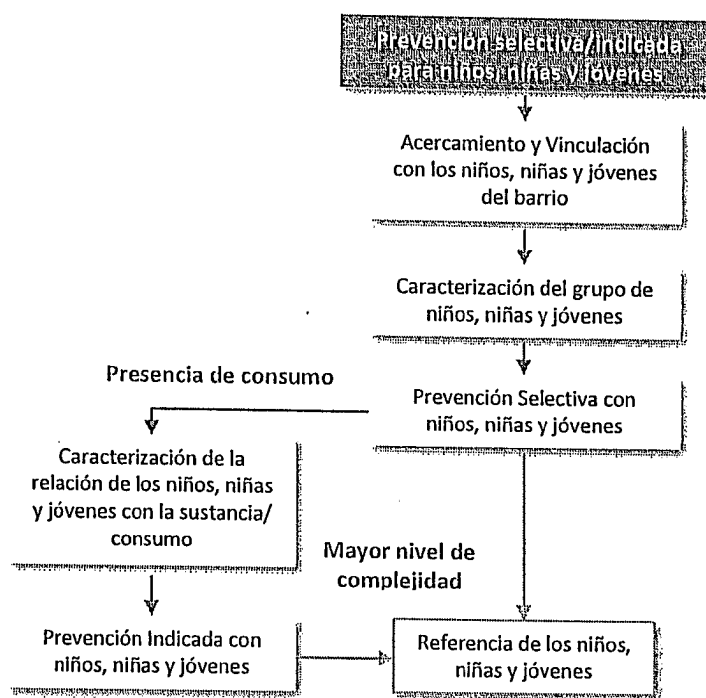 Prevención selectiva/indicada
para niños, niñas y jóvenes
Acercamiento y Vinculación
con los niños, niñas y jóvenes
del barrio
Caracterización del grupo de
niños, niñas y jóvenes
Presencia de consumo
Prevención Selectiva con
niños, niñas y jóvenes
Caracterización de la
relación de los niños, niñas
y jóvenes con la sustancia/
consumo
Mayor nivel de
complejidad
Prevención Indicada con
niños, niñas y jóvenes
Referencia de los niños,
niñas y jóvenes